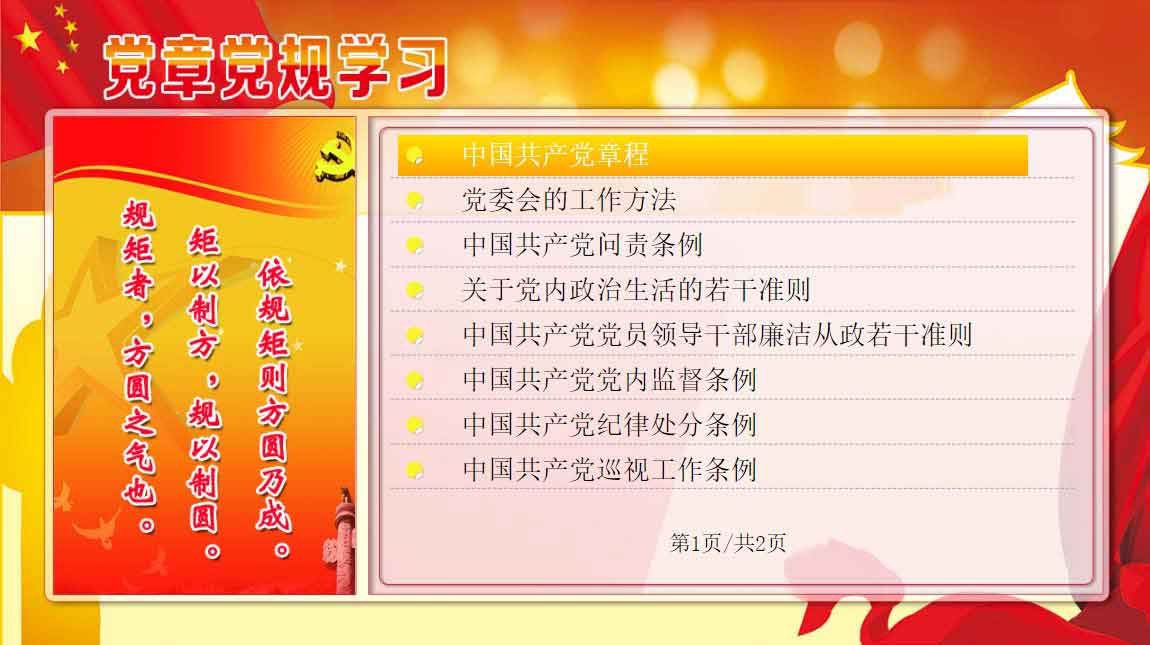 党章党规学习
规矩者，方圆之气也。
矩以制方，规以制圆。
依规矩则方圆乃成。
中国共产党章程
党委会的工作方法
中国共产党问责条例
关于党内政治生活的若干准则
中国共产党党员领导干部廉洁从政若干准则
中国共产党党内监督条例
中国共产党纪律处分条例
中国共产党巡视工作条例
第1页/共2页